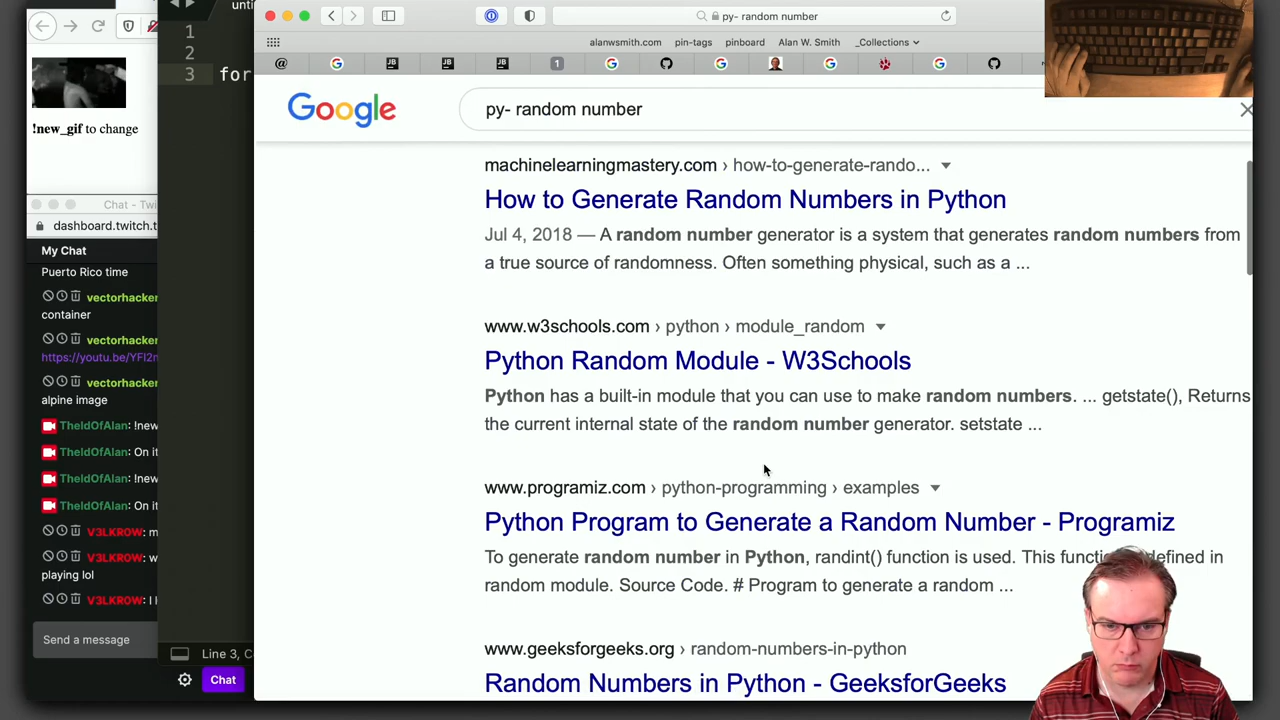 py- random number
alanwsmith.com
pin-tags
pinboard
Alan W. Smith
_Collections
Google
py- random number
machinelearningmastery.com › how-to-generate-rando...
How to Generate Random Numbers in Python
Jul 4, 2018 — A random number generator is a system that generates random numbers from
a true source of randomness. Often something physical, such as a ...
www.w3schools.com › python › module_random
Python Random Module - W3Schools
Python has a built-in module that you can use to make random numbers. ... getstate(), Returns
the current internal state of the random number generator. setstate ...
www.programiz.com › python-programming › examples
Python Program to Generate a Random Number - Programiz
To generate random number in Python, randint() function is used. This functi defined in
random module. Source Code. # Program to generate a random ...
www.geeksforgeeks.org › random-numbers-in-python
Random Numbers in Python - GeeksforGeeks
unti
1
2
3 for
Line 3, C
!new_gif to change
Chat - Twi
dashboard.twitch.t
My Chat
Puerto Rico time
vectorhacker
container
vectorhacker
https://youtu.be/YFl2n
vectorhacker
alpine image
TheIdOfAlan: !new
TheIdOfAlan: On it
TheIdOfAlan: !new
TheIdOfAlan: On it
V3LKR0W: m
V3LKR0W: w
playing lol
V3LKR0W: I h
Send a message
Chat